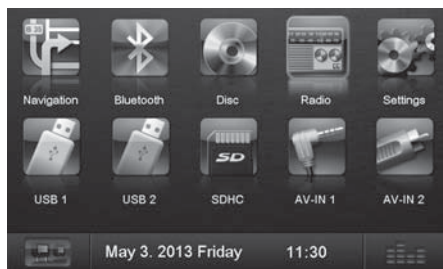 Navigation Bluetooth Disc Radio Settings
SD
USB 1 USB 2 SDHC AV-IN 1 AV-IN 2
May 3. 2013 Friday 11:30